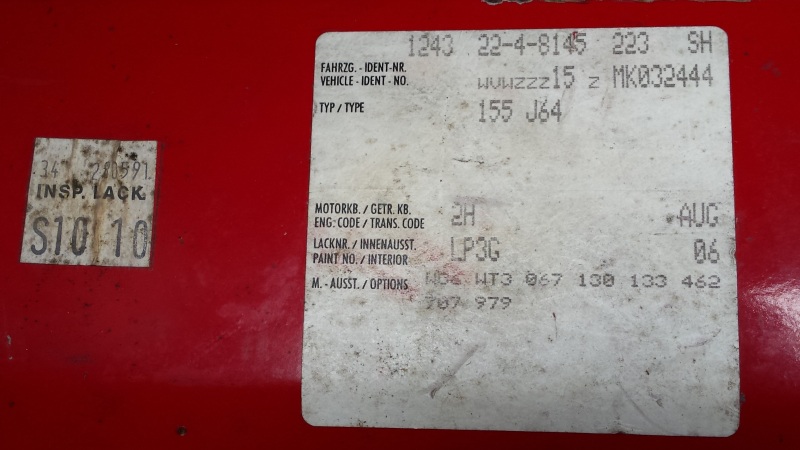 1243 22-4-8145 223 SH
FAHRZG. - IDENT-NR.
VEHICLE - IDENT - NO.
WVWZZZ15 Z MK032444
TYP / TYPE
155 J64
MOTORKB. / GETR. KB.
ENG. CODE / TRANS. CODE
2H AUG
LACKNR. / INNENAUSST.
PAINT NO. / INTERIOR
LP3G 06
M. - AUSST. / OPTIONS
WT3 067 130 133 462
707 979
34
INSP. LACK.
S10 10